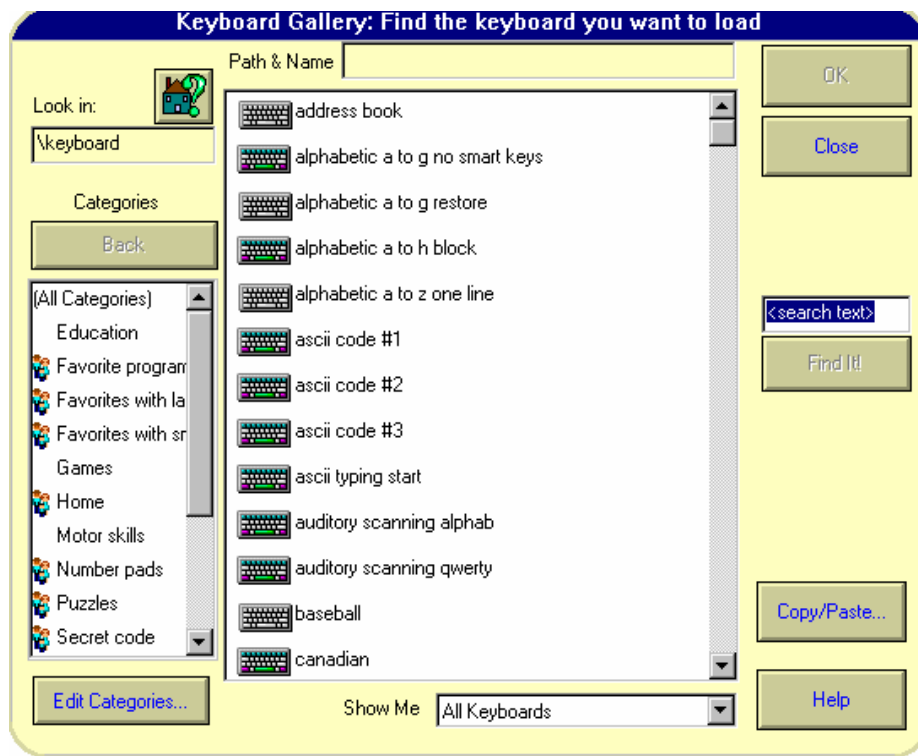 Keyboard Gallery: Find the keyboard you want to load
Path & Name
OK
Look in:
\keyboard
Close
Categories
Back
(All Categories)
Education
Favorite program
Favorites with la
Favorites with sr
Games
Home
Motor skills
Number pads
Puzzles
Secret code
Edit Categories...
address book
alphabetic a to g no smart keys
alphabetic a to g restore
alphabetic a to h block
alphabetic a to z one line
ascii code #1
ascii code #2
ascii code #3
ascii typing start
auditory scanning alphab
auditory scanning qwerty
baseball
canadian
Show Me
All Keyboards
<search text>
Find It!
Copy/Paste...
Help